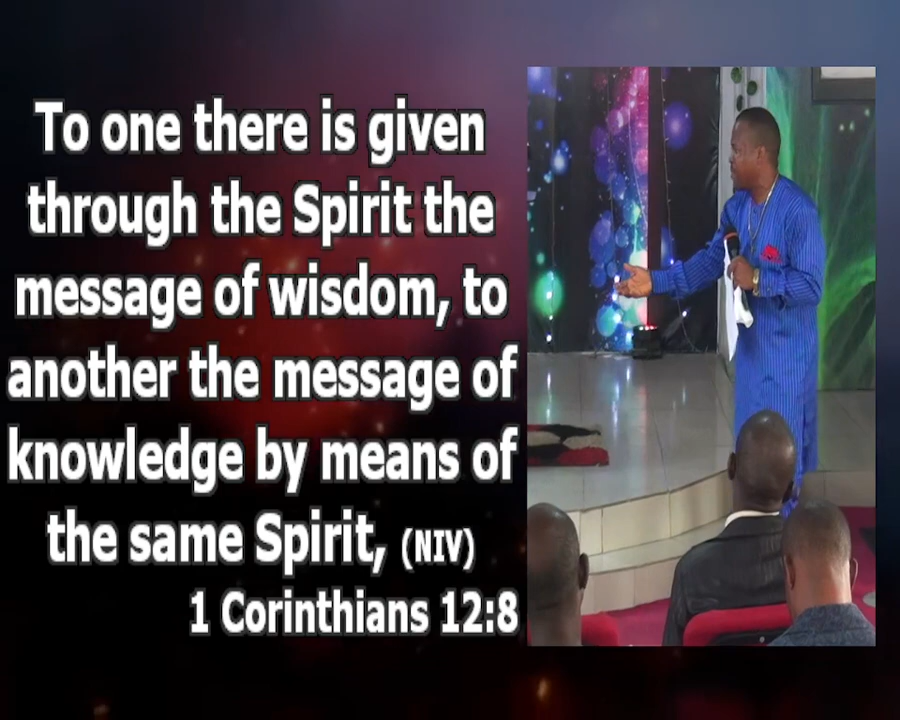 To one there is given
through the Spirit the
message of wisdom, to
another the message of
knowledge by means of
the same Spirit, (NIV)
1 Corinthians 12:8